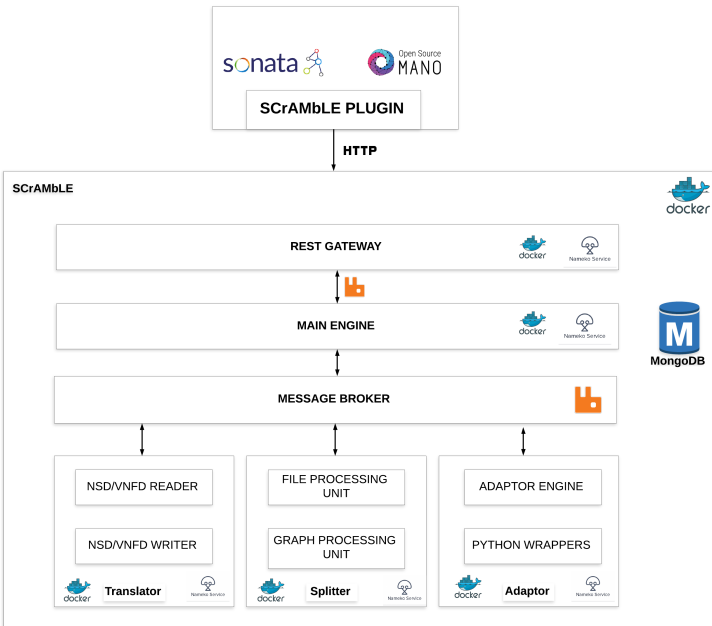 sonata
Open Source
MANO
SCrAMbLE PLUGIN
HTTP
SCrAMbLE
docker
REST GATEWAY
docker
Nameko Service
MAIN ENGINE
docker
Nameko Service
M
MongoDB
MESSAGE BROKER
NSD/VNFD READER
FILE PROCESSING
UNIT
ADAPTOR ENGINE
NSD/VNFD WRITER
GRAPH PROCESSING
UNIT
PYTHON WRAPPERS
docker
Translator
Nameko Service
docker
Splitter
Nameko Service
docker
Adaptor
Nameko Service